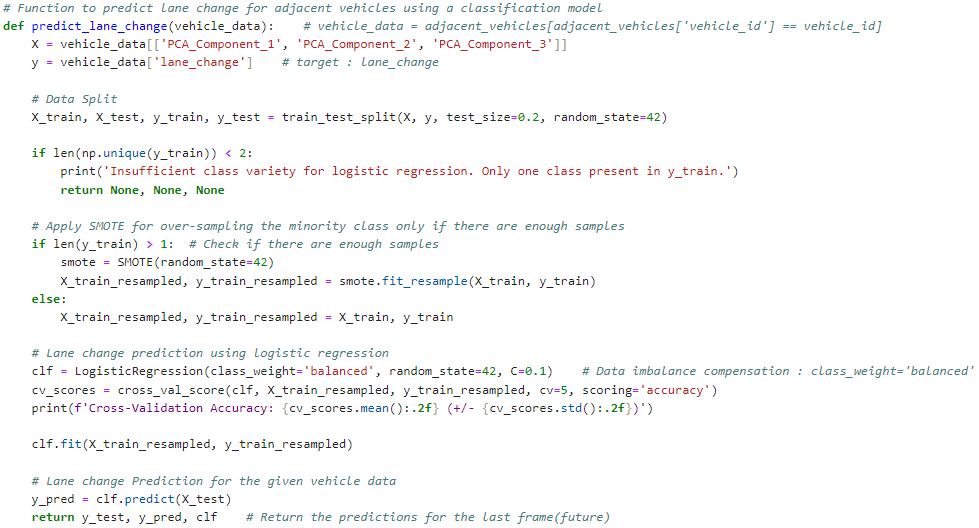 # Function to predict lane change for adjacent vehicles using a classification model
def predict_lane_change(vehicle_data):    # vehicle_data = adjacent_vehicles[adjacent_vehicles['vehicle_id'] == vehicle_id]
    X = vehicle_data[['PCA_Component_1', 'PCA_Component_2', 'PCA_Component_3']]
    y = vehicle_data['lane_change']    # target : lane_change

    # Data Split
    X_train, X_test, y_train, y_test = train_test_split(X, y, test_size=0.2, random_state=42)

    if len(np.unique(y_train)) < 2:
        print('Insufficient class variety for logistic regression. Only one class present in y_train.')
        return None, None, None

    # Apply SMOTE for over-sampling the minority class only if there are enough samples
    if len(y_train) > 1:  # Check if there are enough samples
        smote = SMOTE(random_state=42)
        X_train_resampled, y_train_resampled = smote.fit_resample(X_train, y_train)
    else:
        X_train_resampled, y_train_resampled = X_train, y_train

    # Lane change prediction using logistic regression
    clf = LogisticRegression(class_weight='balanced', random_state=42, C=0.1)    # Data imbalance compensation : class_weight='balanced'
    cv_scores = cross_val_score(clf, X_train_resampled, y_train_resampled, cv=5, scoring='accuracy')
    print(f'Cross-Validation Accuracy: {cv_scores.mean():.2f} (+/- {cv_scores.std():.2f})')

    clf.fit(X_train_resampled, y_train_resampled)

    # Lane change Prediction for the given vehicle data
    y_pred = clf.predict(X_test)
    return y_test, y_pred, clf    # Return the predictions for the last frame(future)